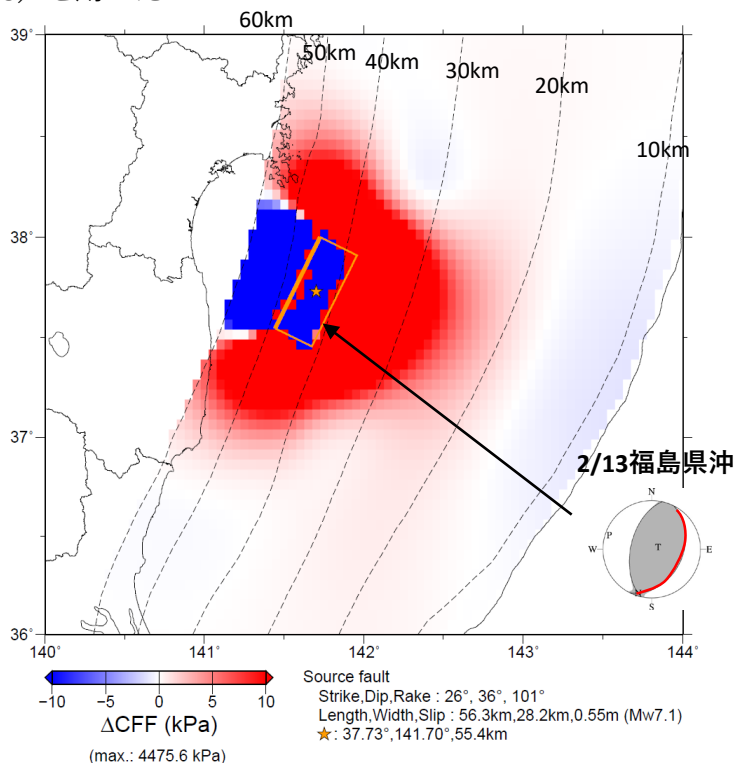 60km
39°
50km
40km
30km
20km
10km
38°
37°
2/13福島県沖
N
P
T
W
E
S
36°
140°
141°
142°
143°
144°
−10
−5
0
5
10
ΔCFF (kPa)
(max.: 4475.6 kPa)
Source fault
Strike,Dip,Rake : 26°, 36°, 101°
Length,Width,Slip : 56.3km,28.2km,0.55m (Mw7.1)
★: 37.73°,141.70°,55.4km